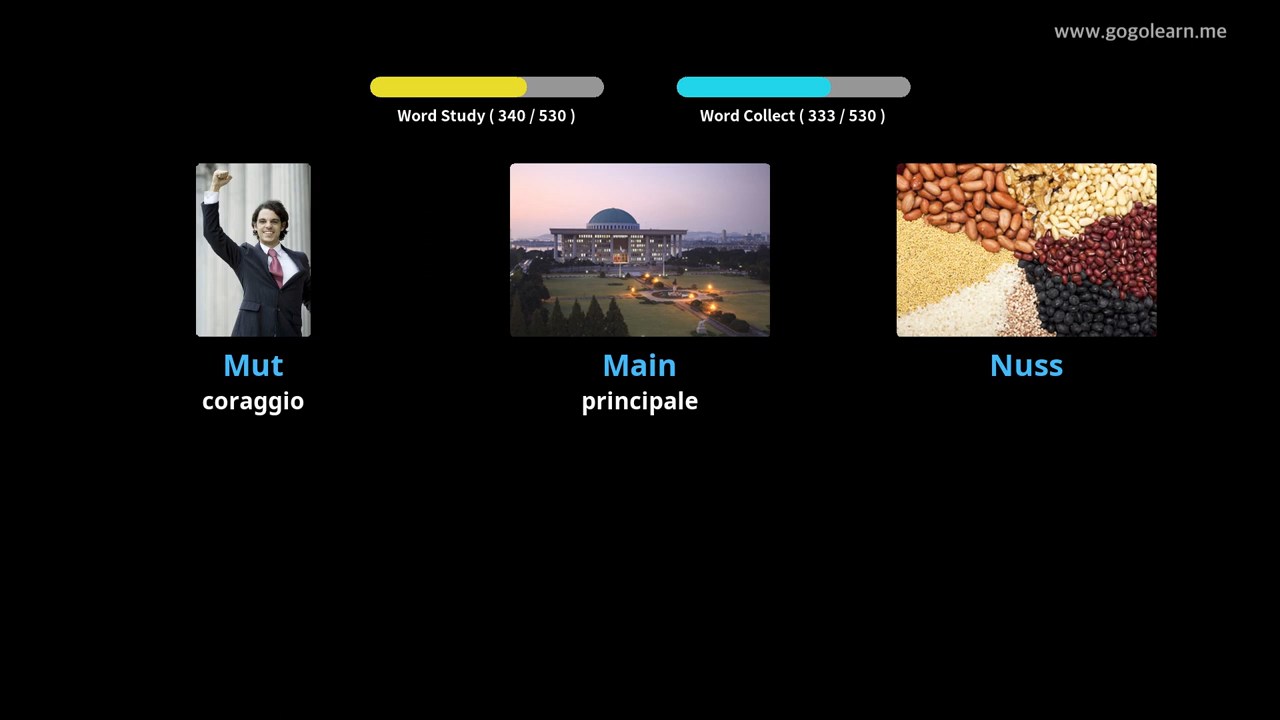 www.gogolearn.me
Word Study ( 340 / 530 )
Word Collect ( 333 / 530 )
Mut
coraggio
Main
principale
Nuss